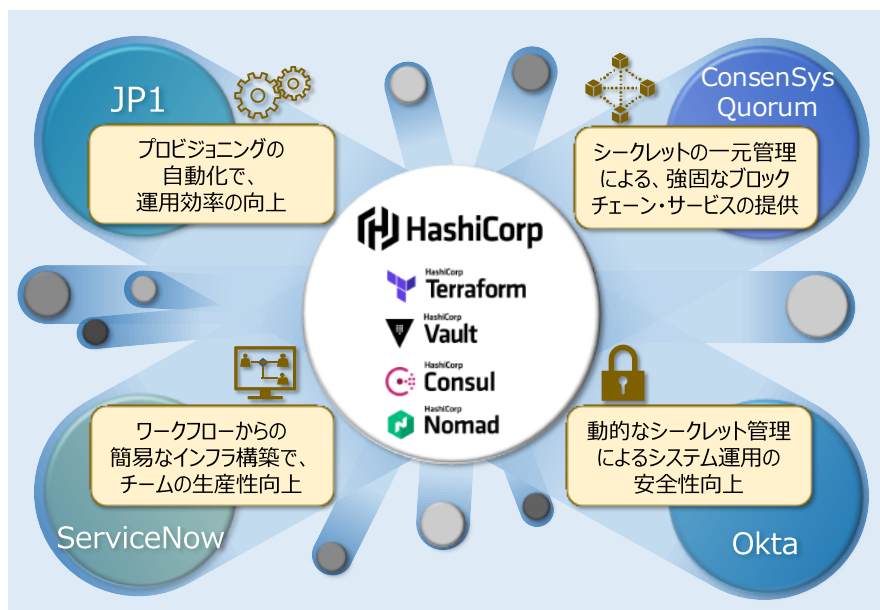 JP1
プロビジョニングの
自動化で、
運用効率の向上
ConsenSys
Quorum
シークレットの一元管理
による、強固なブロック
チェーン・サービスの提供
HashiCorp
HashiCorp
Terraform
HashiCorp
Vault
HashiCorp
Consul
HashiCorp
Nomad
ワークフローからの
簡易なインフラ構築で、
チームの生産性向上
ServiceNow
動的なシークレット管理
によるシステム運用の
安全性向上
Okta